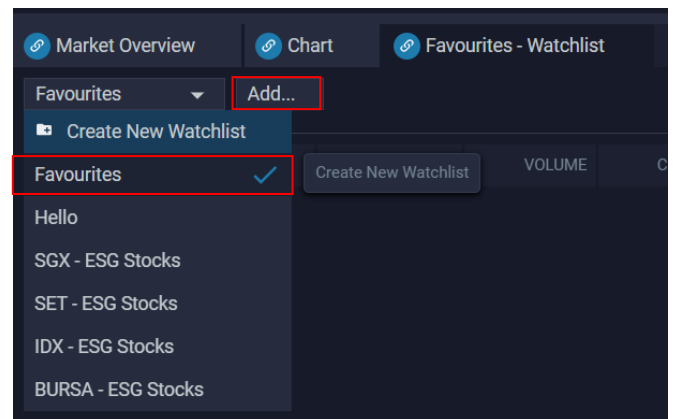 Market Overview Chart Favourites - Watchlist
Favourites Add...
Create New Watchlist
Favourites Create New Watchlist VOLUME C
Hello
SGX - ESG Stocks
SET - ESG Stocks
IDX - ESG Stocks
BURSA - ESG Stocks